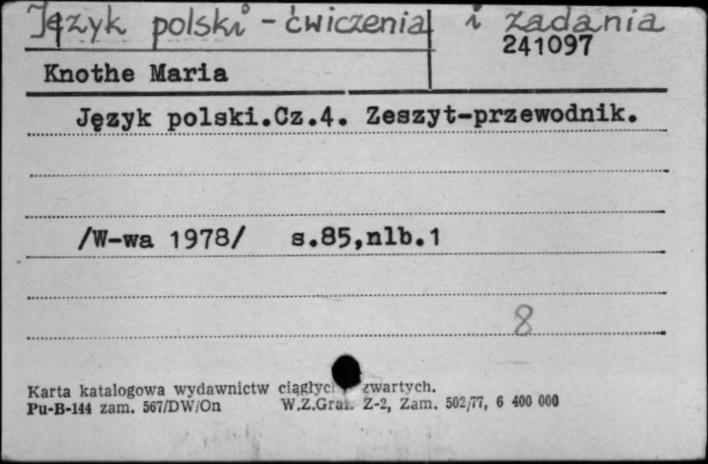 Język polski - ćwiczenia i zadania
241097
Knothe Maria
Język polski.Cz.4. Zeszyt-przewodnik.
/W-wa 1978/ s.85,nlb.1
8
Karta katalogowa wydawnictw zwartych.
Pu-B-144 zam. 567/DW/On W.Z.Graf. Z-2, Zam. 502/77, 6 400 000